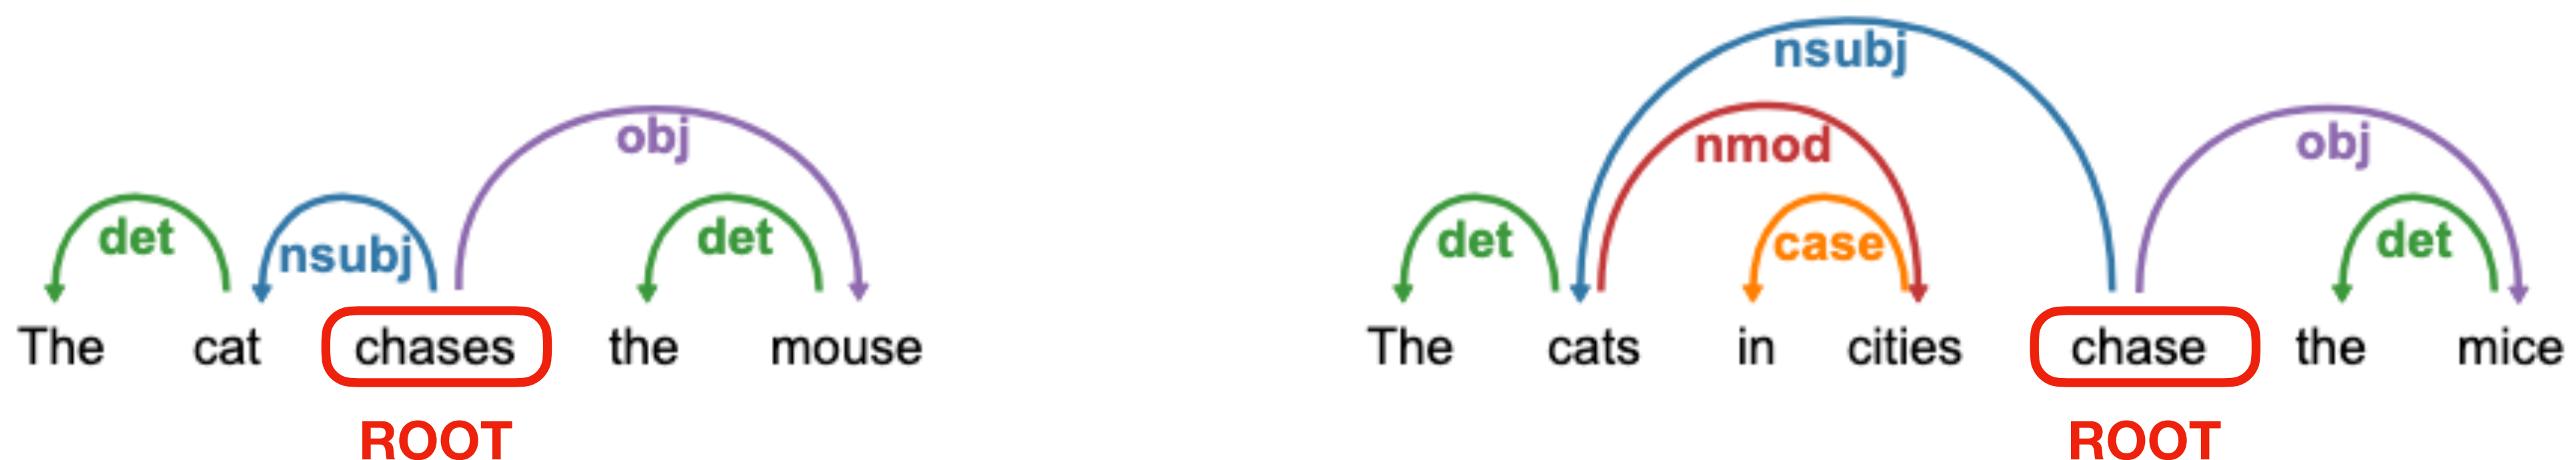 nsubj
obj
nmod
obj
det
nsubj
det
det
case
det
The cat chases the mouse
The cats in cities chase the mice
ROOT
ROOT